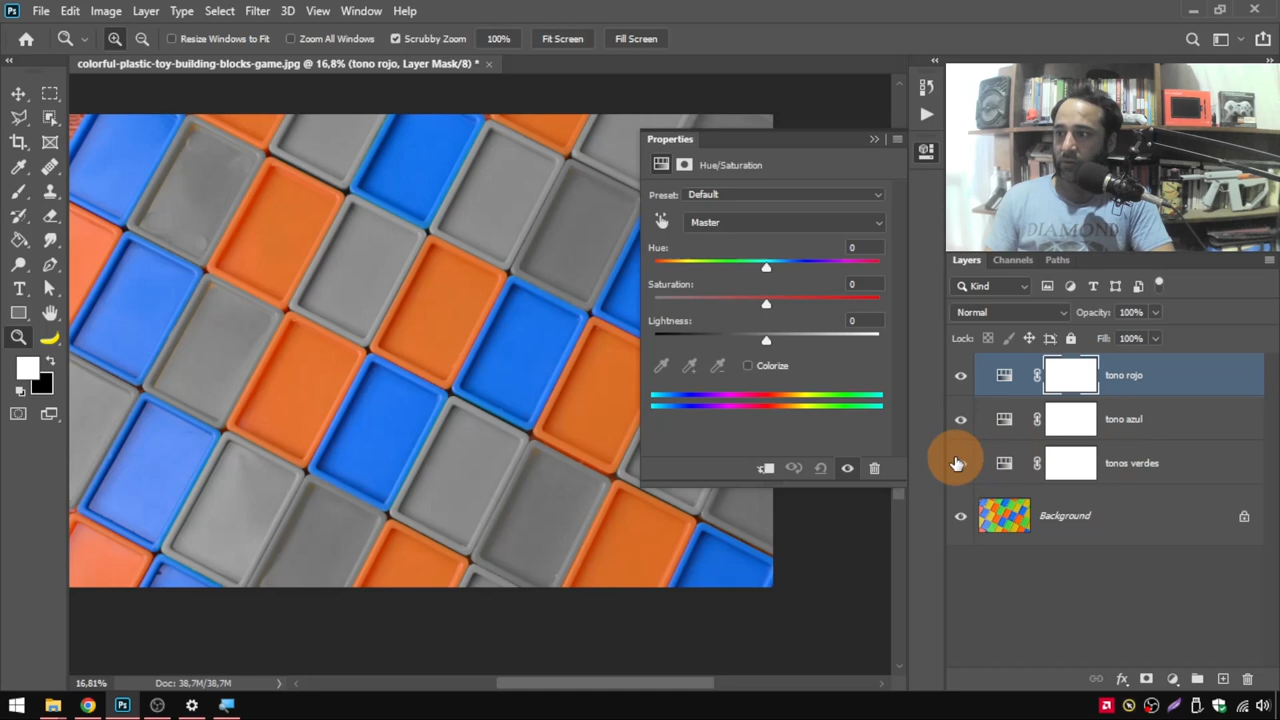 Ps File Edit Image Layer Type Select Filter 3D View Window Help
Resize Windows to Fit Zoom All Windows Scrubby Zoom 100% Fit Screen Fill Screen
colorful-plastic-toy-building-blocks-game.jpg @ 16,8% (tono rojo, Layer Mask/8) *
Properties
Hue/Saturation
Preset: Default
Master
Hue: 0
Saturation: 0
Lightness: 0
Colorize
DIAMOND
Layers Channels Paths
Kind
Normal Opacity: 100%
Lock: Fill: 100%
tono rojo
tono azul
tonos verdes
Background
16,81% Doc: 38,7M/38,7M
Ps